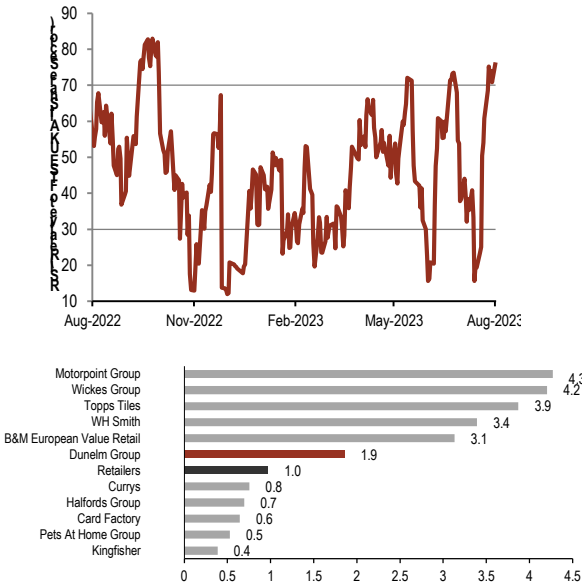 90
80
70
60
50
40
30
20
10
Aug-2022 Nov-2022 Feb-2023 May-2023 Aug-2023
Motorpoint Group 4.3
Wickes Group 4.2
Topps Tiles 3.9
WH Smith 3.4
B&M European Value Retail 3.1
Dunelm Group 1.9
Retailers 1.0
Currys 0.8
Halfords Group 0.7
Card Factory 0.6
Pets At Home Group 0.5
Kingfisher 0.4
0 0.5 1 1.5 2 2.5 3 3.5 4 4.5